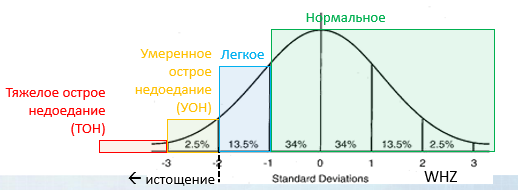 Нормальное
Умеренное
острое
недоедание
(УОН)
Легкое
Тяжелое острое
недоедание
(ТОН)
2.5% 13.5% 34% 34% 13.5% 2.5%
-3 -2 -1 0 1 2 3
← истощение
Standard Deviations
WHZ